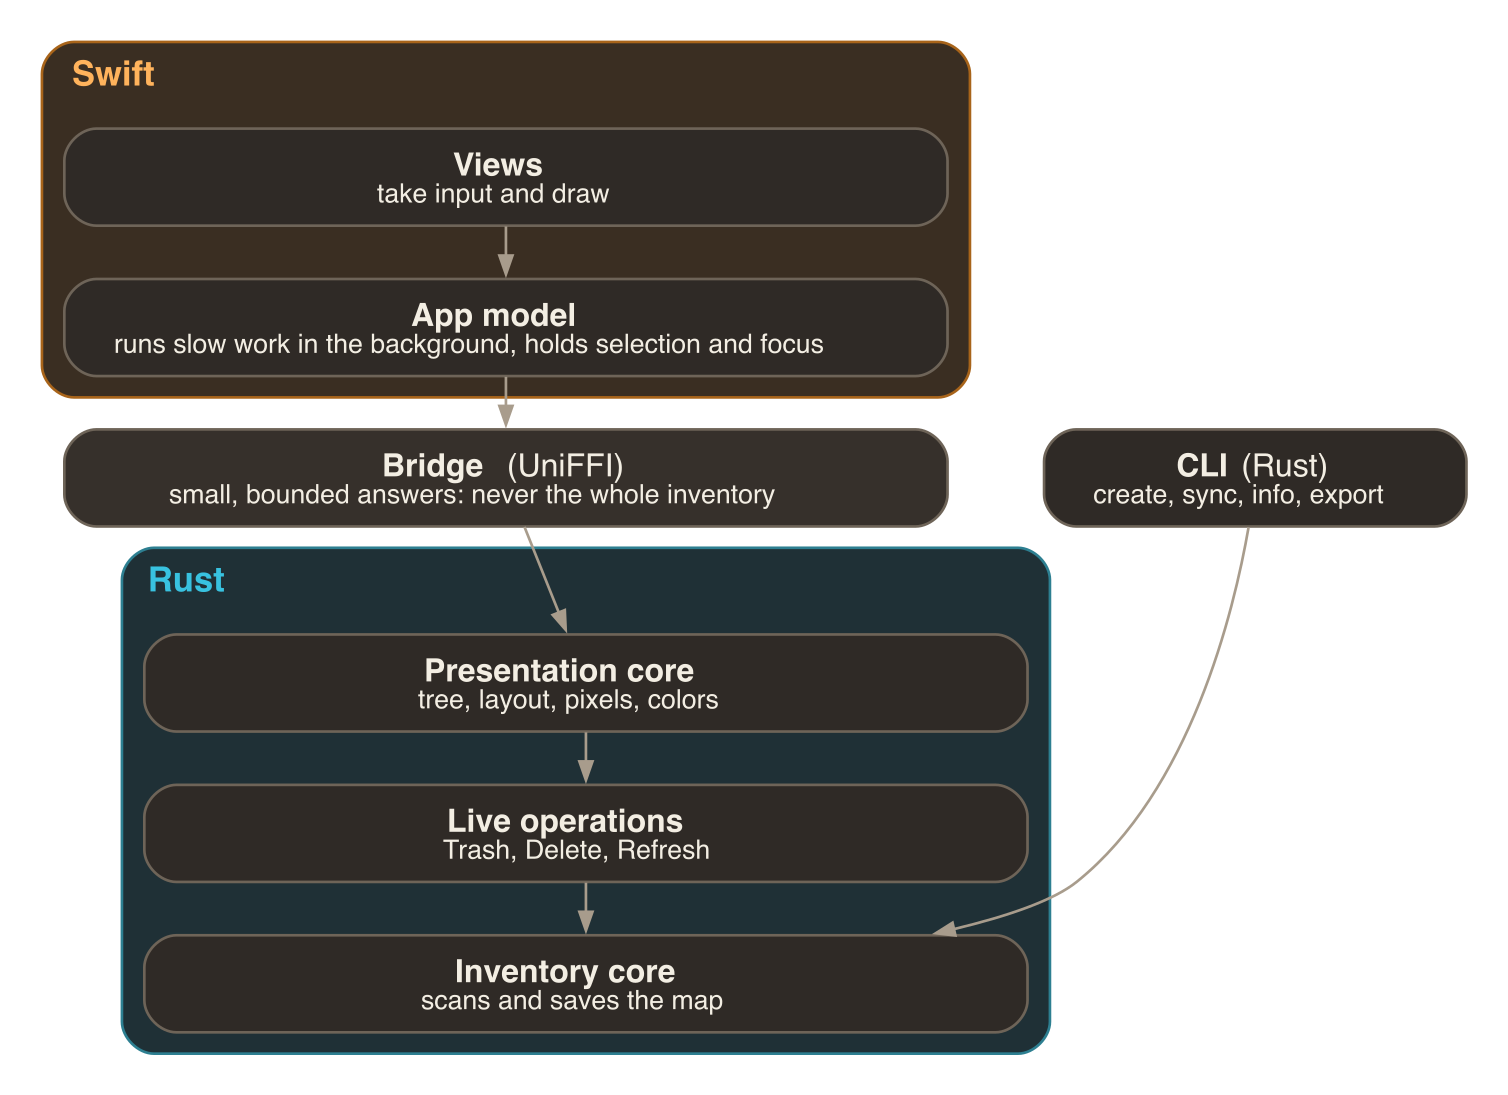 Swift
Views
take input and draw
App model
runs slow work in the background, holds selection and focus
Bridge (UniFFI)
small, bounded answers: never the whole inventory
CLI (Rust)
create, sync, info, export
Rust
Presentation core
tree, layout, pixels, colors
Live operations
Trash, Delete, Refresh
Inventory core
scans and saves the map